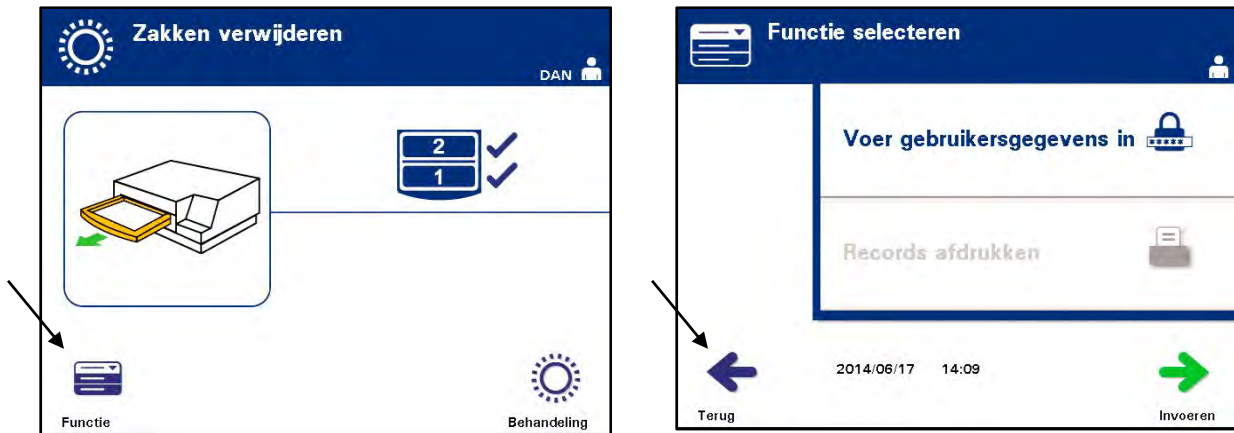 Zakken verwijderen
DAN
2
1
Functie
Behandeling
Functie selecteren
Voer gebruikersgegevens in
*****
Records afdrukken
2014/06/17 14:09
Terug
Invoeren